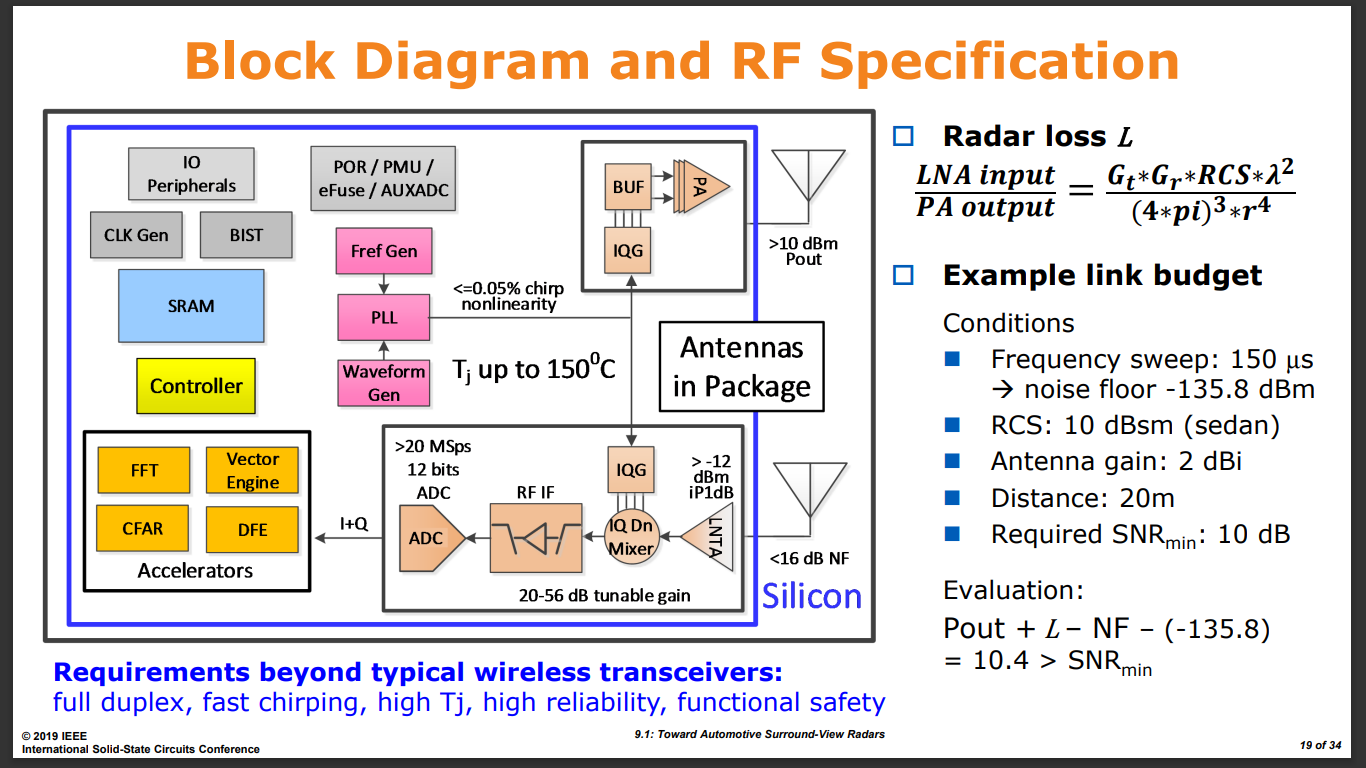 Block Diagram and RF Specification
IO
Peripherals
POR / PMU /
eFuse / AUXADC
CLK Gen
BIST
SRAM
Controller
Fref Gen
PLL
Waveform
Gen
<=0.05% chirp
nonlinearity
Tj up to 150⁰C
BUF
PA
IQG
>10 dBm
Pout
Antennas
in Package
FFT
Vector
Engine
CFAR
DFE
Accelerators
I+Q
>20 MSps
12 bits
ADC
ADC
RF IF
IQG
IQ Dn
Mixer
> -12
dBm
iP1dB
LNTA
20-56 dB tunable gain
<16 dB NF
Silicon
Requirements beyond typical wireless transceivers:
full duplex, fast chirping, high Tj, high reliability, functional safety
Radar loss L
LNA input / PA output = Gt∗Gr∗RCS∗λ² / (4∗pi)³∗r⁴
Example link budget
Conditions
Frequency sweep: 150 μs
→ noise floor -135.8 dBm
RCS: 10 dBsm (sedan)
Antenna gain: 2 dBi
Distance: 20m
Required SNRmin: 10 dB
Evaluation:
Pout + L – NF – (-135.8)
= 10.4 > SNRmin
© 2019 IEEE
International Solid-State Circuits Conference
9.1: Toward Automotive Surround-View Radars
19 of 34